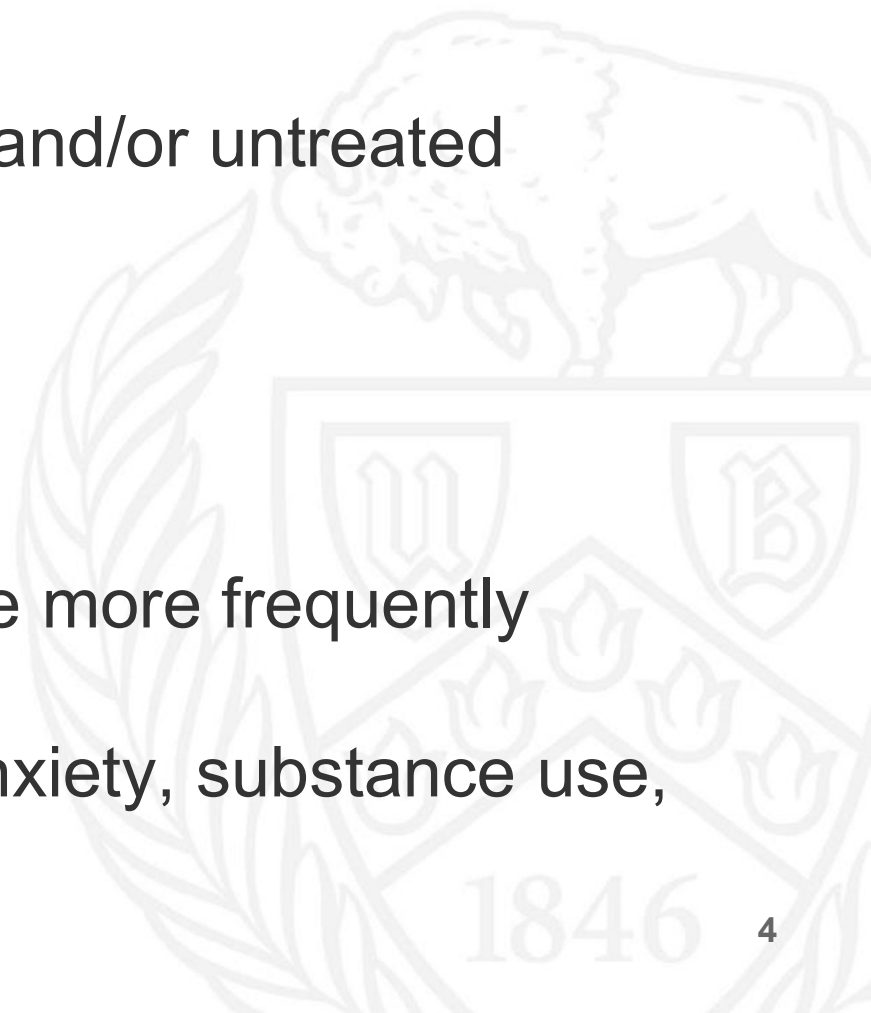 and/or untreated
U B
e more frequently
nxiety, substance use,
1846
4